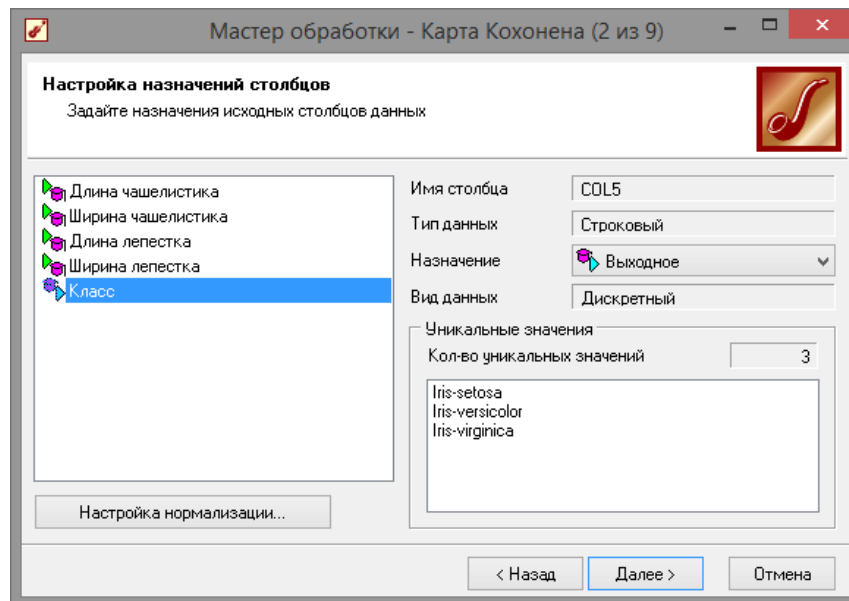 Мастер обработки - Карта Кохонена (2 из 9)
Настройка назначений столбцов
Задайте назначения исходных столбцов данных
Длина чашелистика
Ширина чашелистика
Длина лепестка
Ширина лепестка
Класс
Имя столбца COL5
Тип данных Строковый
Назначение Выходное
Вид данных Дискретный
Уникальные значения
Кол-во уникальных значений 3
Iris-setosa
Iris-versicolor
Iris-virginica
Настройка нормализации...
< Назад Далее > Отмена